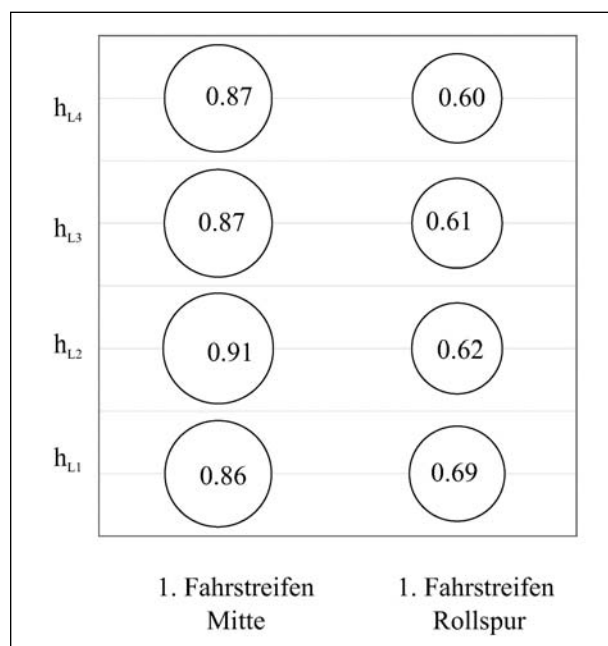 h_L4 0.87 0.60
h_L3 0.87 0.61
h_L2 0.91 0.62
h_L1 0.86 0.69
1. Fahrstreifen 1. Fahrstreifen
Mitte Rollspur